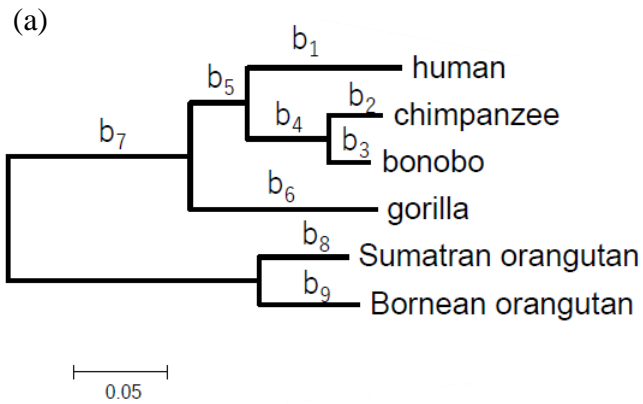 (a)
b₁
human
b₅
b₂
chimpanzee
b₄
b₃
bonobo
b₇
b₆
gorilla
b₈
Sumatran orangutan
b₉
Bornean orangutan
0.05